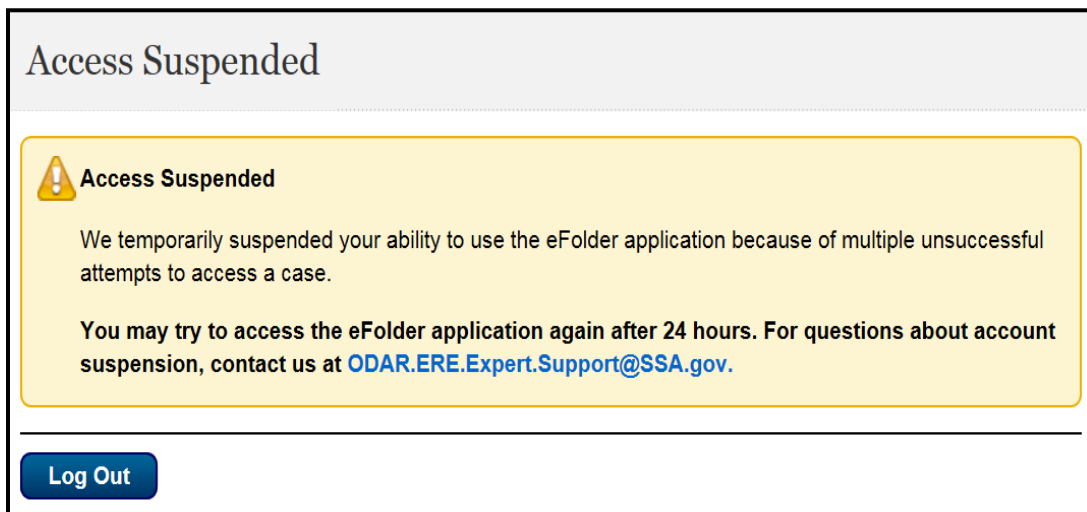 Access Suspended
Access Suspended
We temporarily suspended your ability to use the eFolder application because of multiple unsuccessful
attempts to access a case.
You may try to access the eFolder application again after 24 hours. For questions about account
suspension, contact us at ODAR.ERE.Expert.Support@SSA.gov.
Log Out